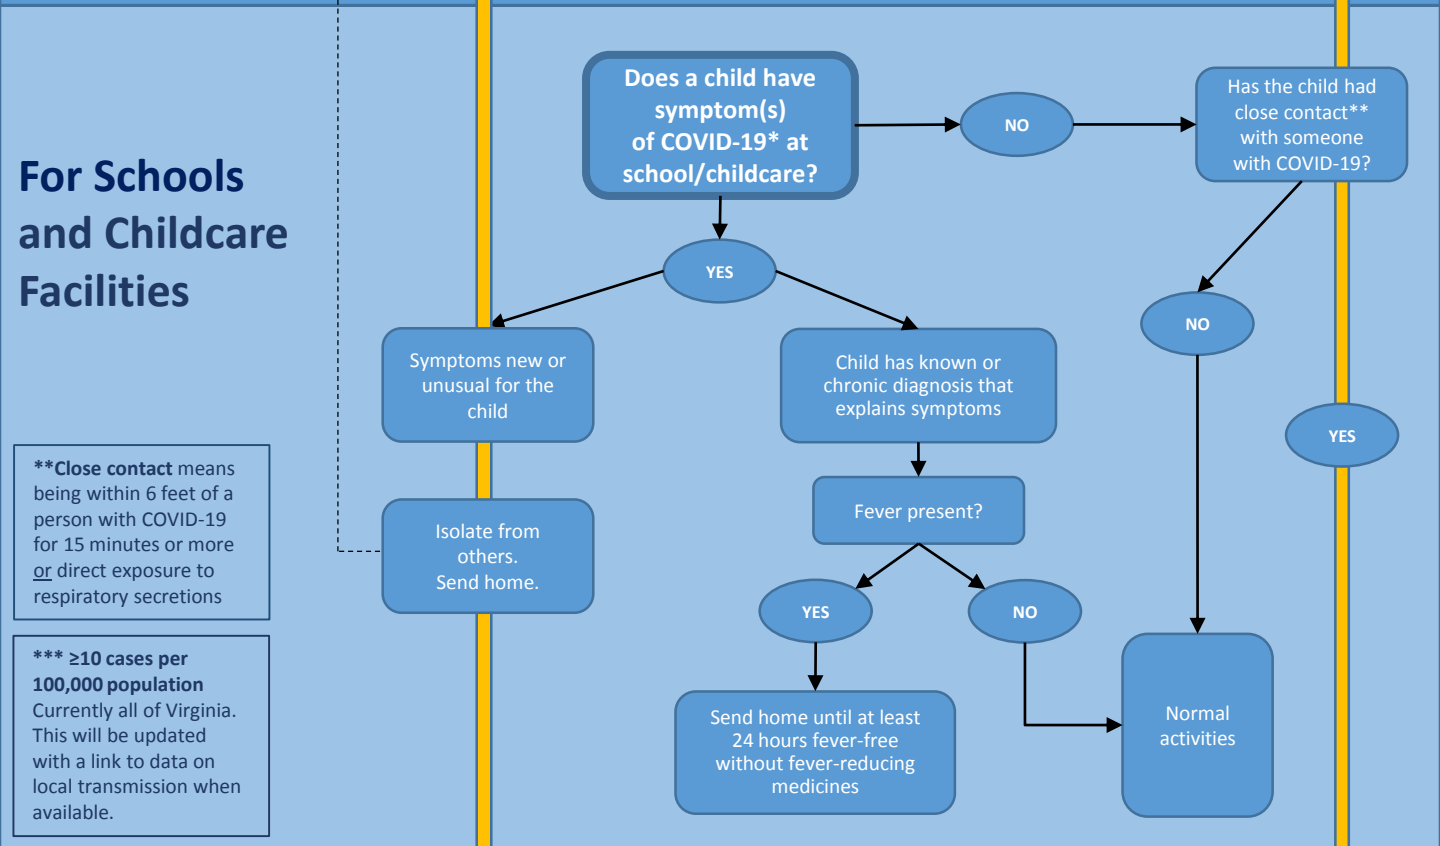 For Schools
and Childcare
Facilities
**Close contact means
being within 6 feet of a
person with COVID-19
for 15 minutes or more
or direct exposure to
respiratory secretions
*** ≥10 cases per
100,000 population
Currently all of Virginia.
This will be updated
with a link to data on
local transmission when
available.
Does a child have
symptom(s)
of COVID-19* at
school/childcare?
NO
Has the child had
close contact**
with someone
with COVID-19?
YES
NO
Symptoms new or
unusual for the
child
Child has known or
chronic diagnosis that
explains symptoms
YES
Isolate from
others.
Send home.
Fever present?
YES
NO
Send home until at least
24 hours fever-free
without fever-reducing
medicines
Normal
activities